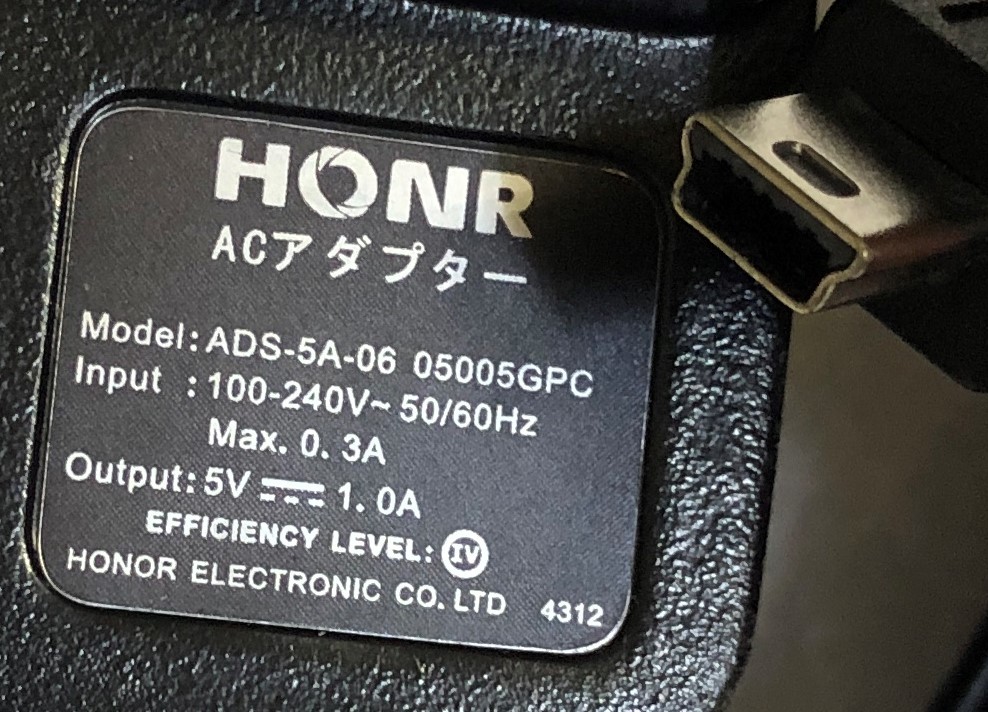 HONR
ACアダプター
Model:ADS-5A-06 05005GPC
Input :100-240V~50/60Hz
Max. 0. 3A
Output:5V⎓1. 0A
EFFICIENCY LEVEL:IV
HONOR ELECTRONIC CO. LTD 4312